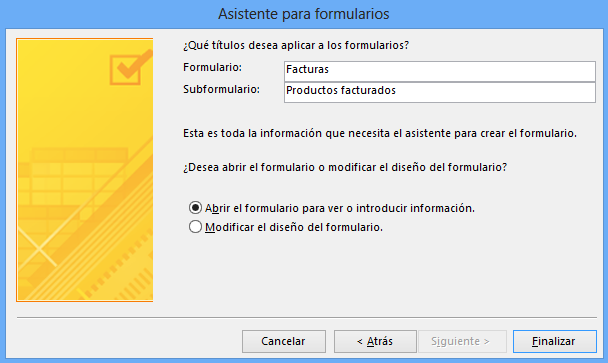 Asistente para formularios
¿Qué títulos desea aplicar a los formularios?
Formulario: Facturas
Subformulario: Productos facturados
Esta es toda la información que necesita el asistente para crear el formulario.
¿Desea abrir el formulario o modificar el diseño del formulario?
Abrir el formulario para ver o introducir información.
Modificar el diseño del formulario.
Cancelar < Atrás Siguiente > Finalizar